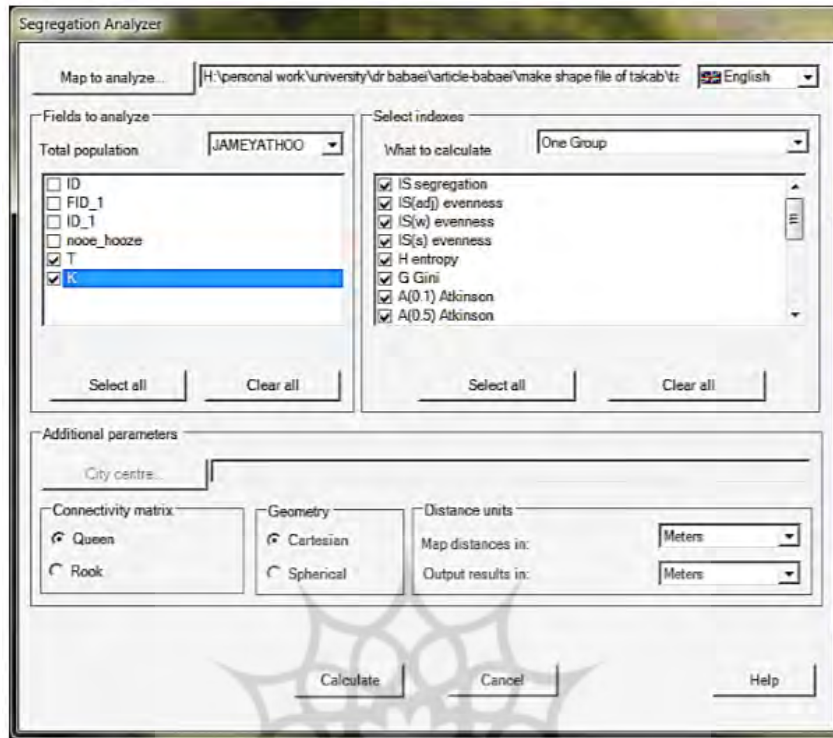 Segregation Analyzer
Map to analyze...
H:\personal work\university\dr babaei\article-babaei\make shape file of takab\ta
English
Fields to analyze
Total population
JAMEYATHOO
ID
FID_1
ID_1
nooe_hooze
T
K
Select all
Clear all
Select indexes
What to calculate
One Group
IS segregation
IS(adj) evenness
IS(w) evenness
IS(s) evenness
H entropy
G Gini
A(0.1) Atkinson
A(0.5) Atkinson
Select all
Clear all
Additional parameters
City centre...
Connectivity matrix
Queen
Rook
Geometry
Cartesian
Spherical
Distance units
Map distances in:
Meters
Output results in:
Meters
Calculate
Cancel
Help